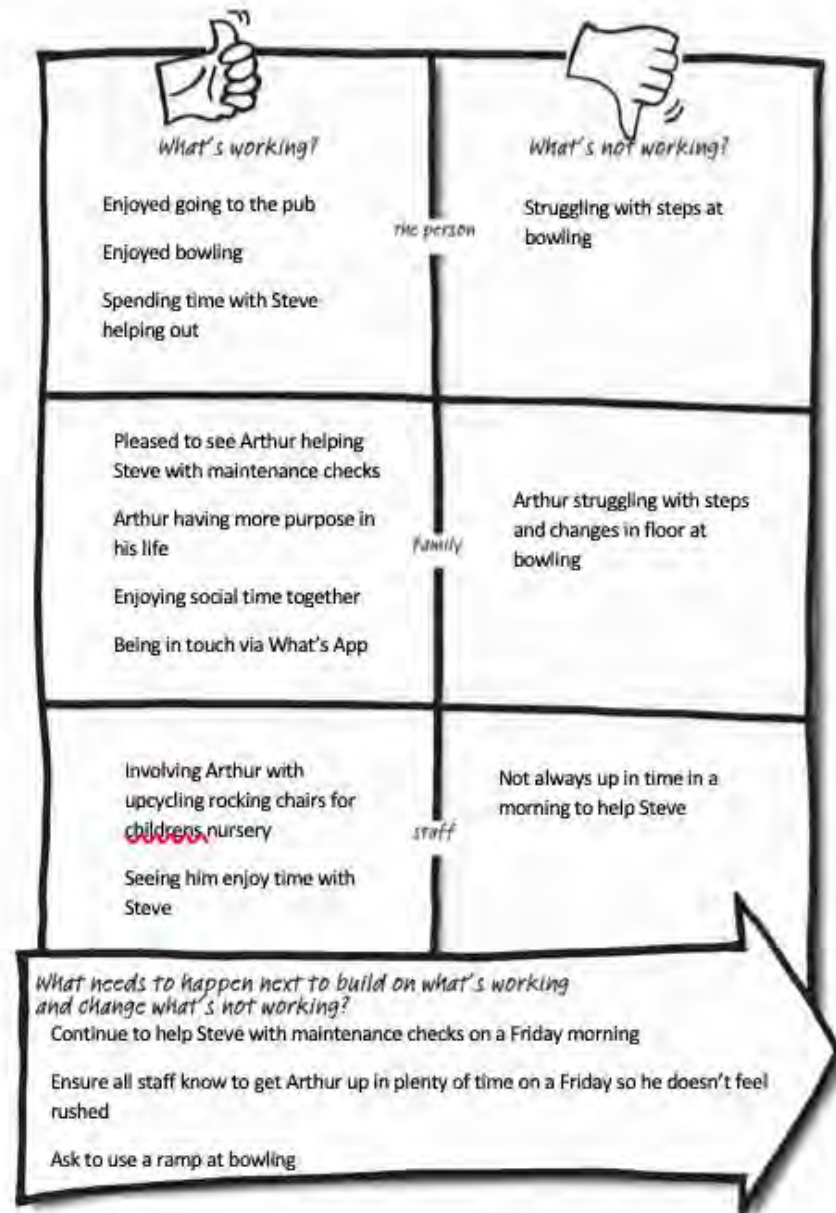 What's working?
What's not working?
Enjoyed going to the pub
Enjoyed bowling
Spending time with Steve
helping out
the person
Struggling with steps at
bowling
Pleased to see Arthur helping
Steve with maintenance checks
Arthur having more purpose in
his life
Enjoying social time together
Being in touch via What's App
family
Arthur struggling with steps
and changes in floor at
bowling
Involving Arthur with
upcycling rocking chairs for
childrens nursery
Seeing him enjoy time with
Steve
staff
Not always up in time in a
morning to help Steve
What needs to happen next to build on what's working
and change what's not working?
Continue to help Steve with maintenance checks on a Friday morning
Ensure all staff know to get Arthur up in plenty of time on a Friday so he doesn't feel
rushed
Ask to use a ramp at bowling